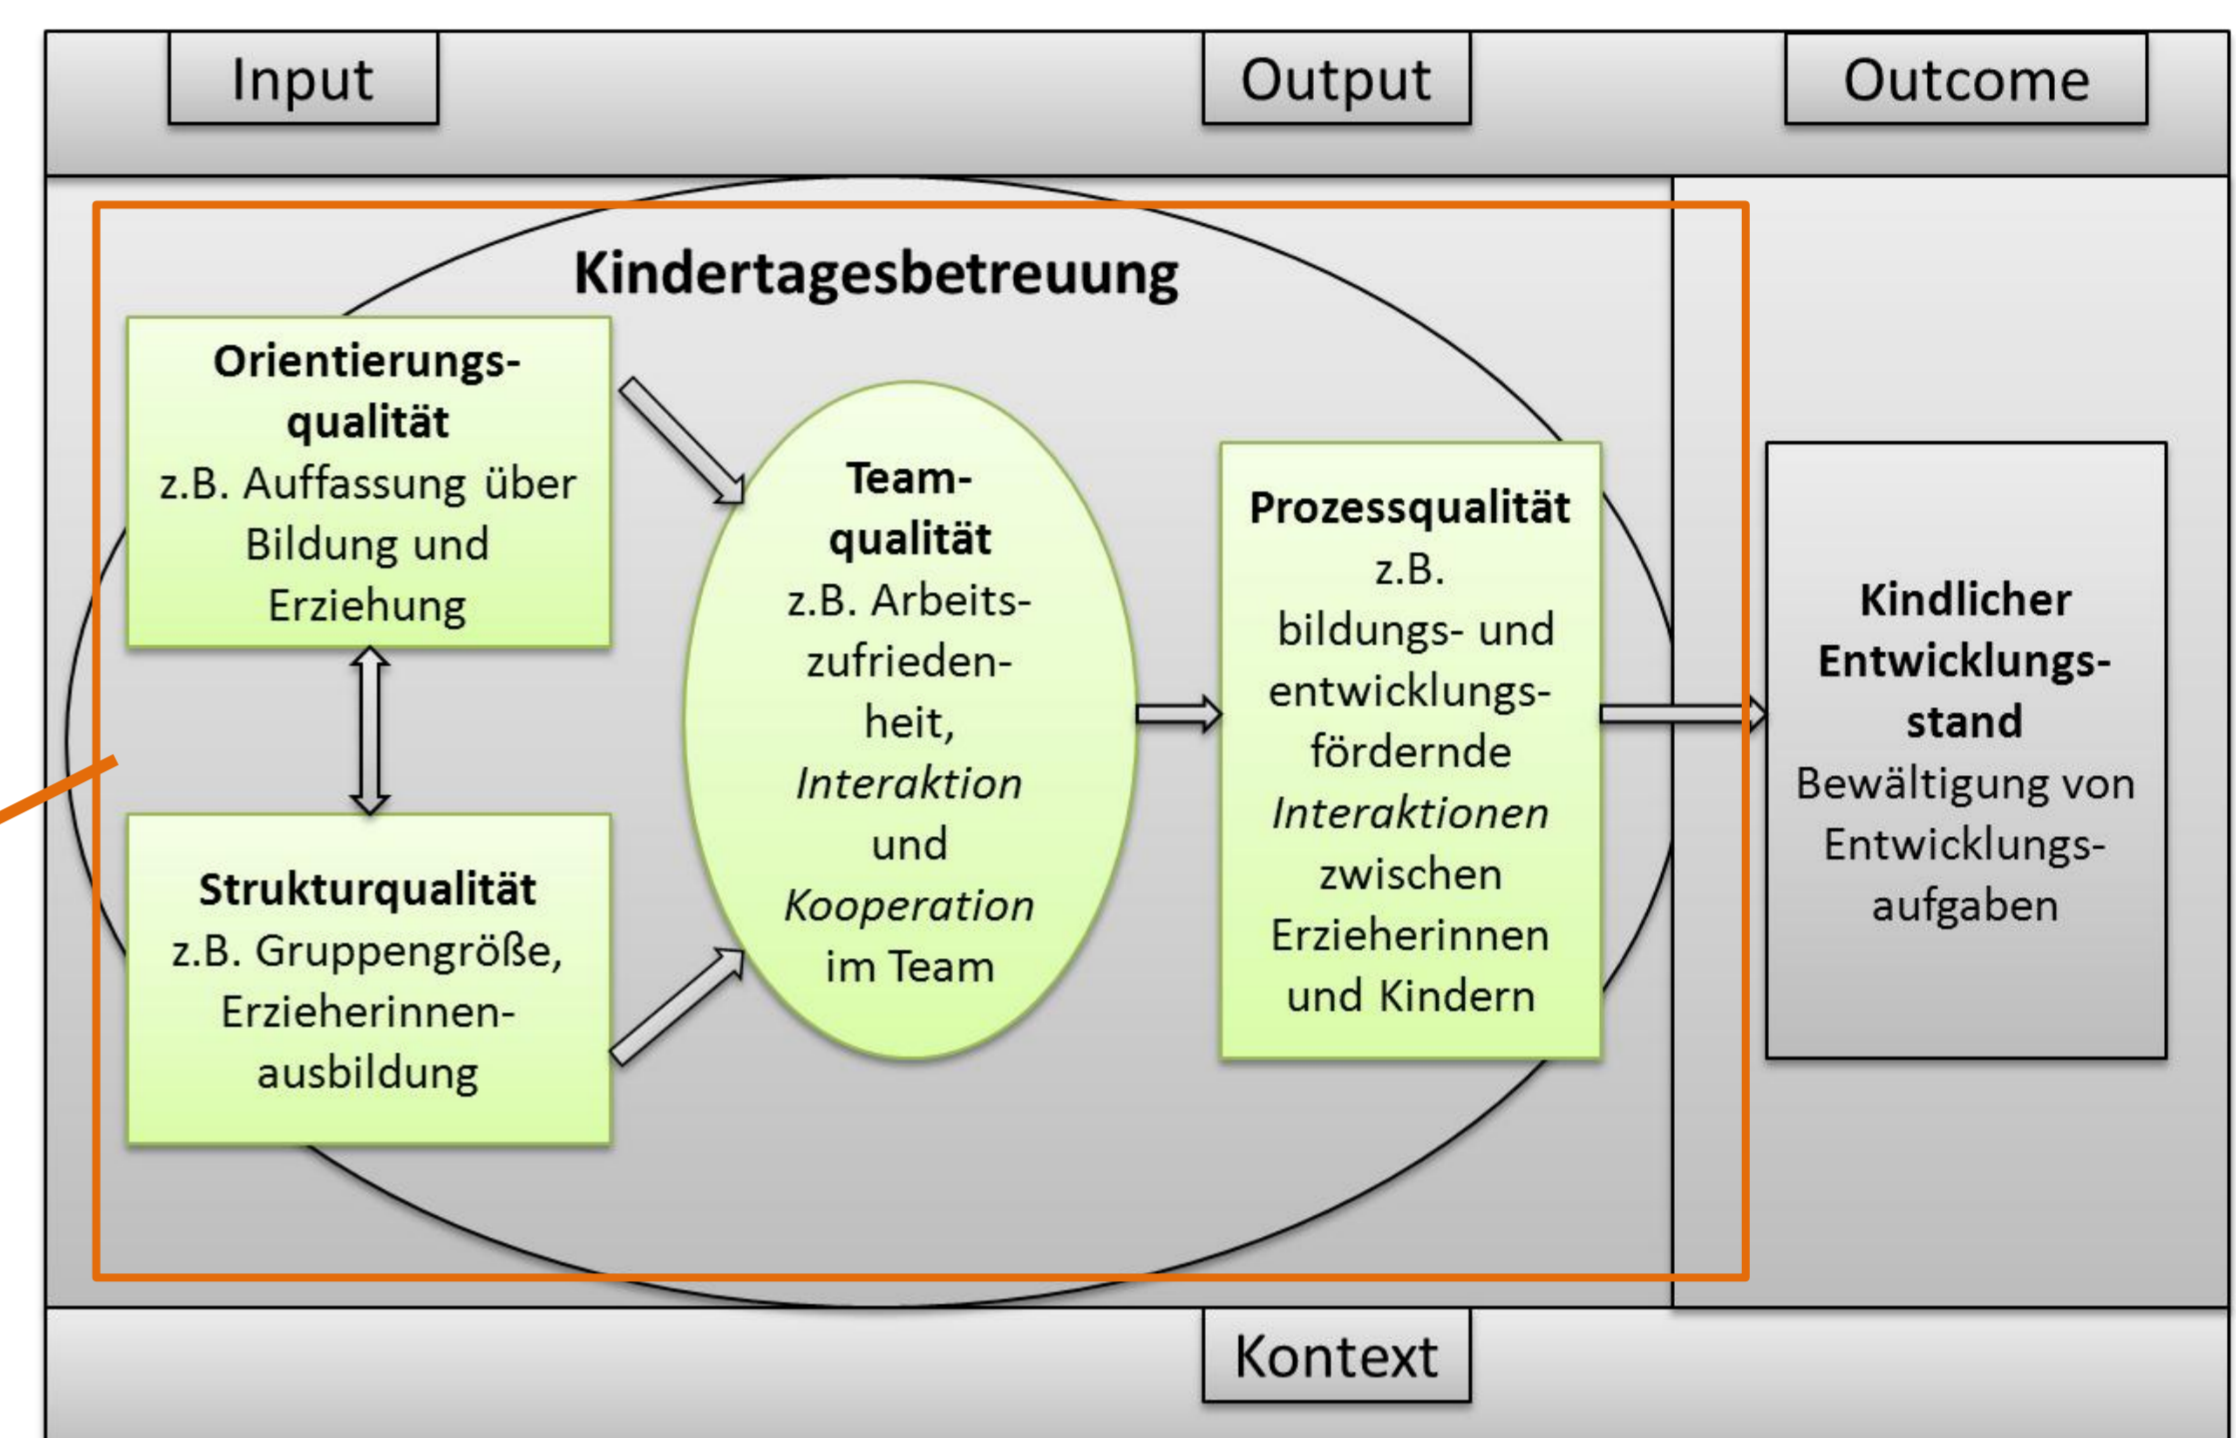 Input
Output
Outcome
Kindertagesbetreuung
Orientierungs-
qualität
z.B. Auffassung über
Bildung und
Erziehung
Strukturqualität
z.B. Gruppengröße,
Erzieherinnen-
ausbildung
Team-
qualität
z.B. Arbeits-
zufrieden-
heit,
Interaktion
und
Kooperation
im Team
Prozessqualität
z.B.
bildungs- und
entwicklungs-
fördernde
Interaktionen
zwischen
Erzieherinnen
und Kindern
Kindlicher
Entwicklungs-
stand
Bewältigung von
Entwicklungs-
aufgaben
Kontext